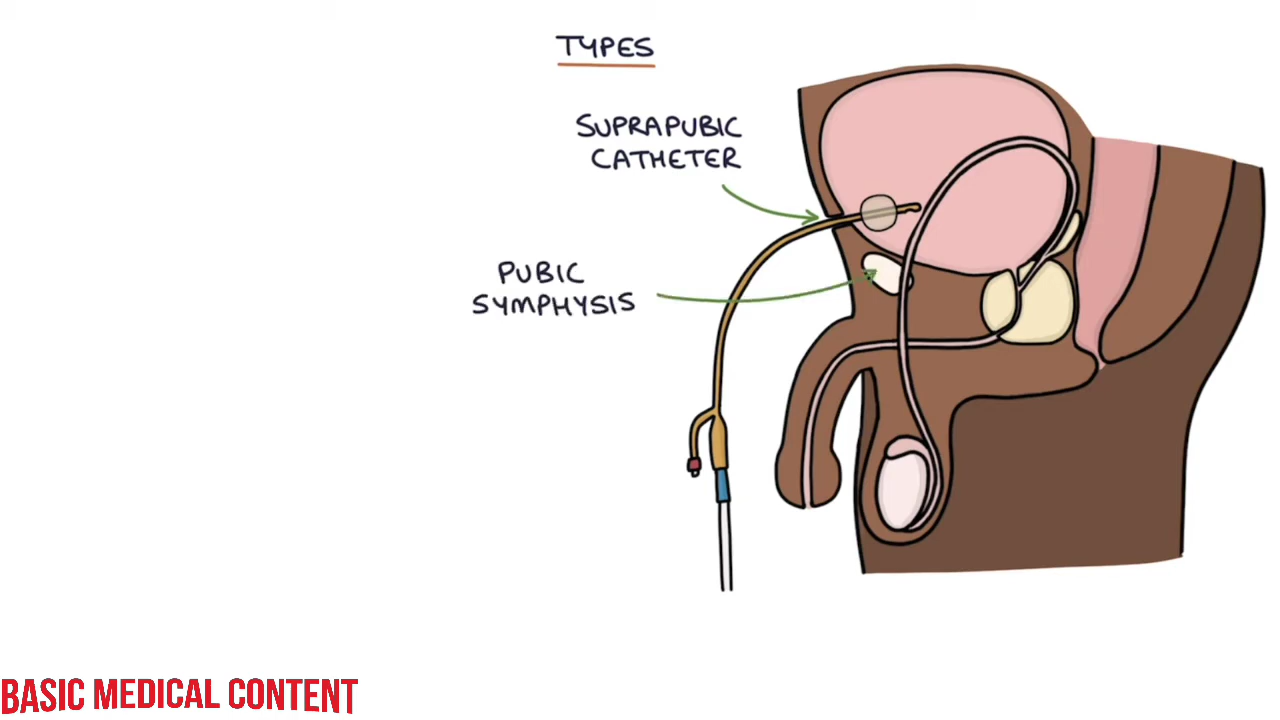 TYPES
SUPRAPUBIC
CATHETER
PUBIC
SYMPHYSIS
BASIC MEDICAL CONTENT